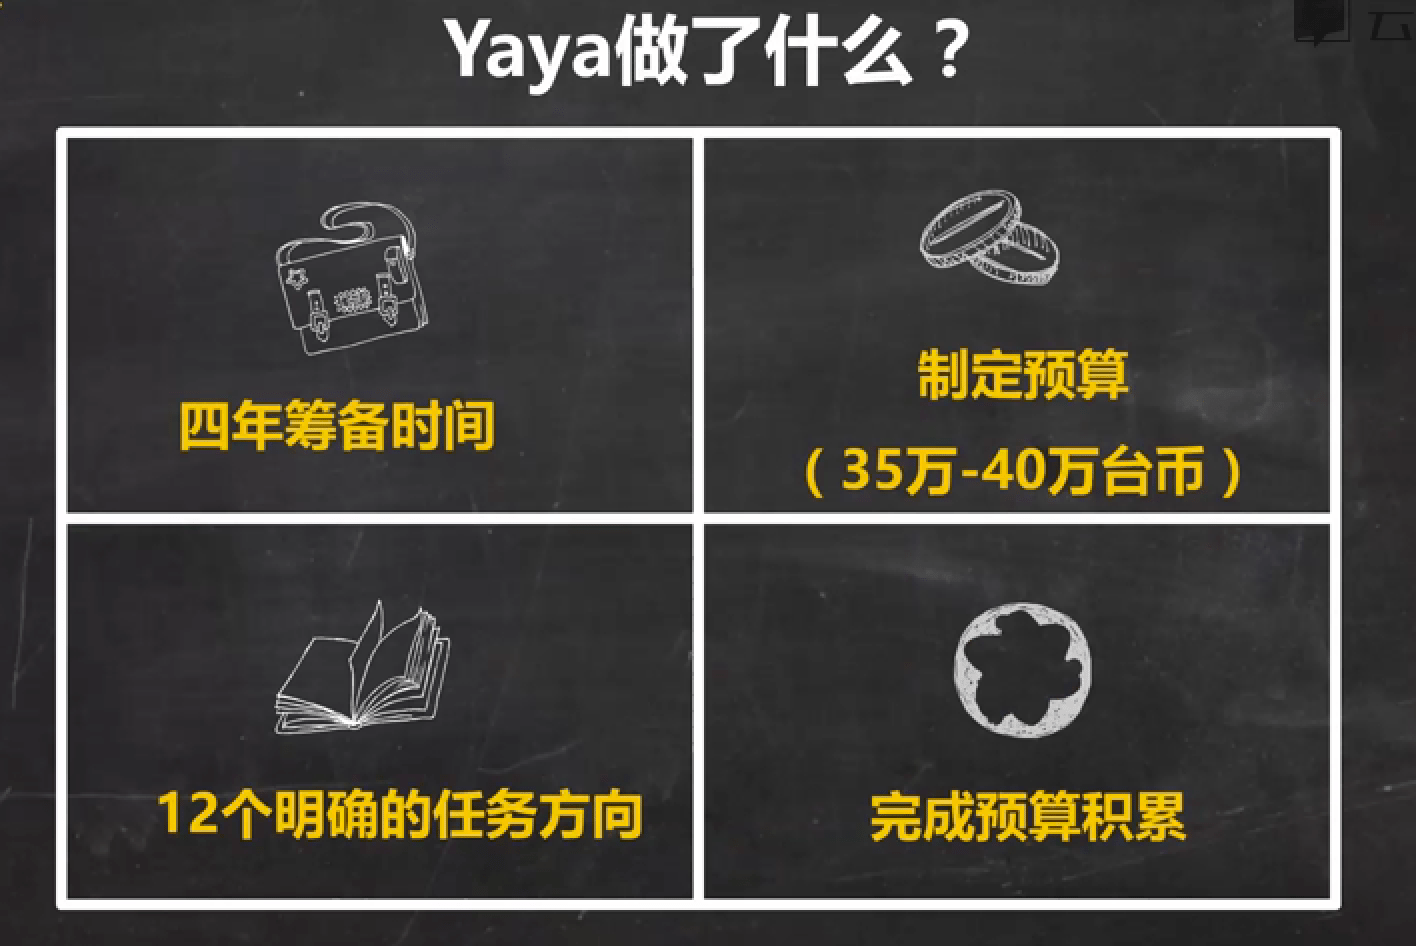 Yaya做了什么？
云
四年筹备时间
制定预算
（35万-40万台币）
12个明确的任务方向
完成预算积累